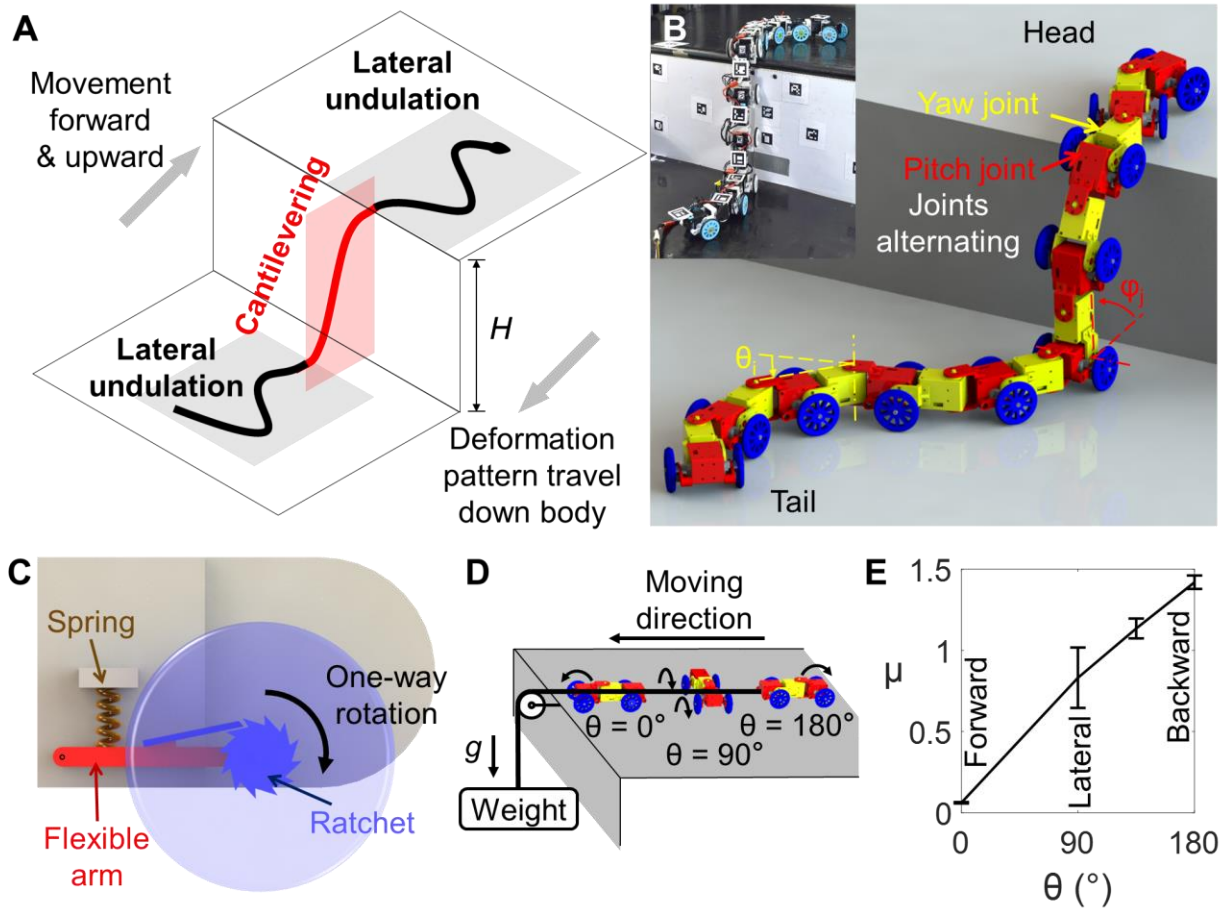 A
Movement
forward
& upward
Lateral
undulation
Cantilevering
Lateral
undulation
H
Deformation
pattern travel
down body
B
Head
Yaw joint
Pitch joint
Joints
alternating
φj
θi
Tail
C
Spring
One-way
rotation
Ratchet
Flexible
arm
D
Moving
direction
θ = 0°
θ = 180°
θ = 90°
g
Weight
E
1.5
1
μ
0.5
0
Forward
Lateral
Backward
0
90
180
θ (°)